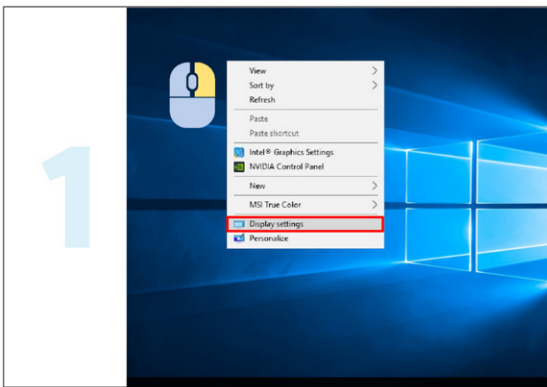 1
View
Sort by
Refresh
Paste
Paste shortcut
Intel® Graphics Settings
NVIDIA Control Panel
New
MSI True Color
Display settings
Personalize